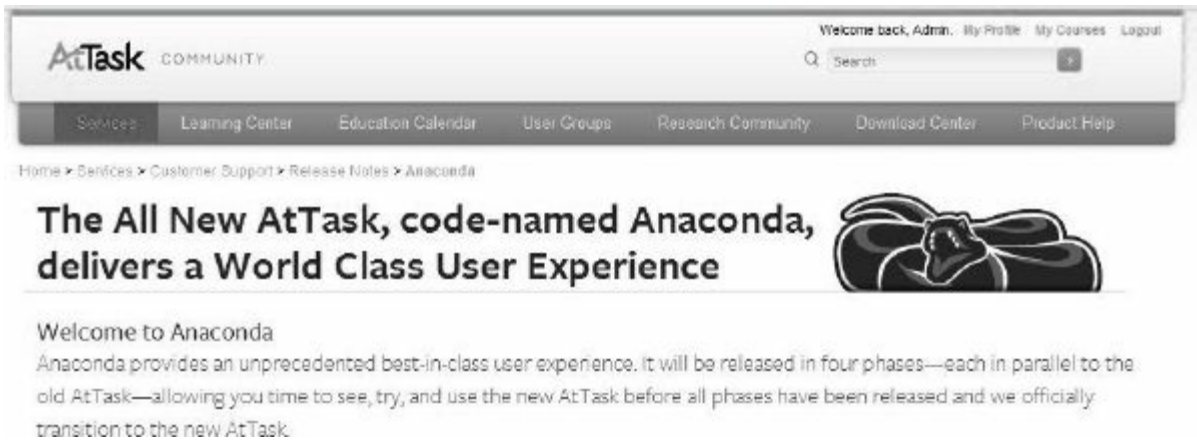 Welcome back, Admin. My Profile My Courses Logout
AtTask COMMUNITY
Search
Services Learning Center Education Calendar User Groups Research Community Download Center Product Help
Home > Services > Customer Support > Release Notes > Anaconda
The All New AtTask, code-named Anaconda,
delivers a World Class User Experience
Welcome to Anaconda
Anaconda provides an unprecedented best-in-class user experience. It will be released in four phases—each in parallel to the
old AtTask—allowing you time to see, try, and use the new AtTask before all phases have been released and we officially
transition to the new AtTask.